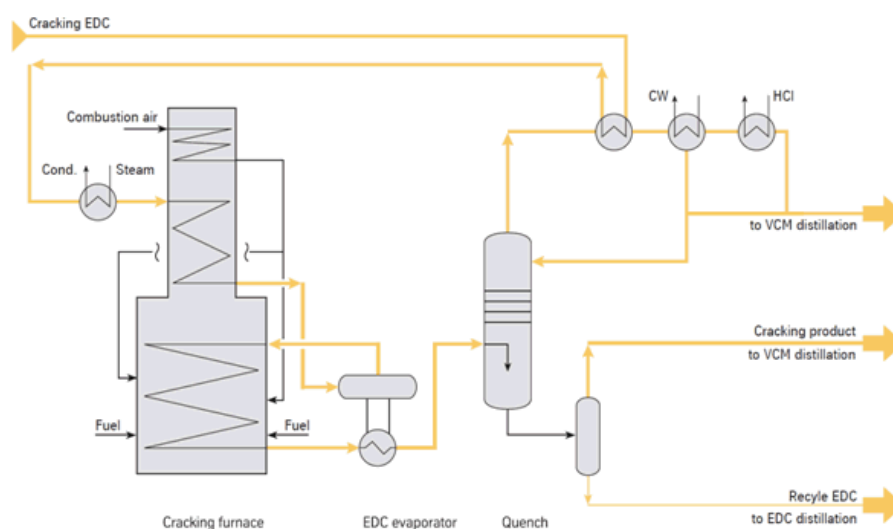 Cracking EDC
CW
HCl
Combustion air
Cond.
Steam
to VCM distillation
Cracking product
to VCM distillation
Fuel
Fuel
Recyle EDC
to EDC distillation
Cracking furnace
EDC evaporator
Quench